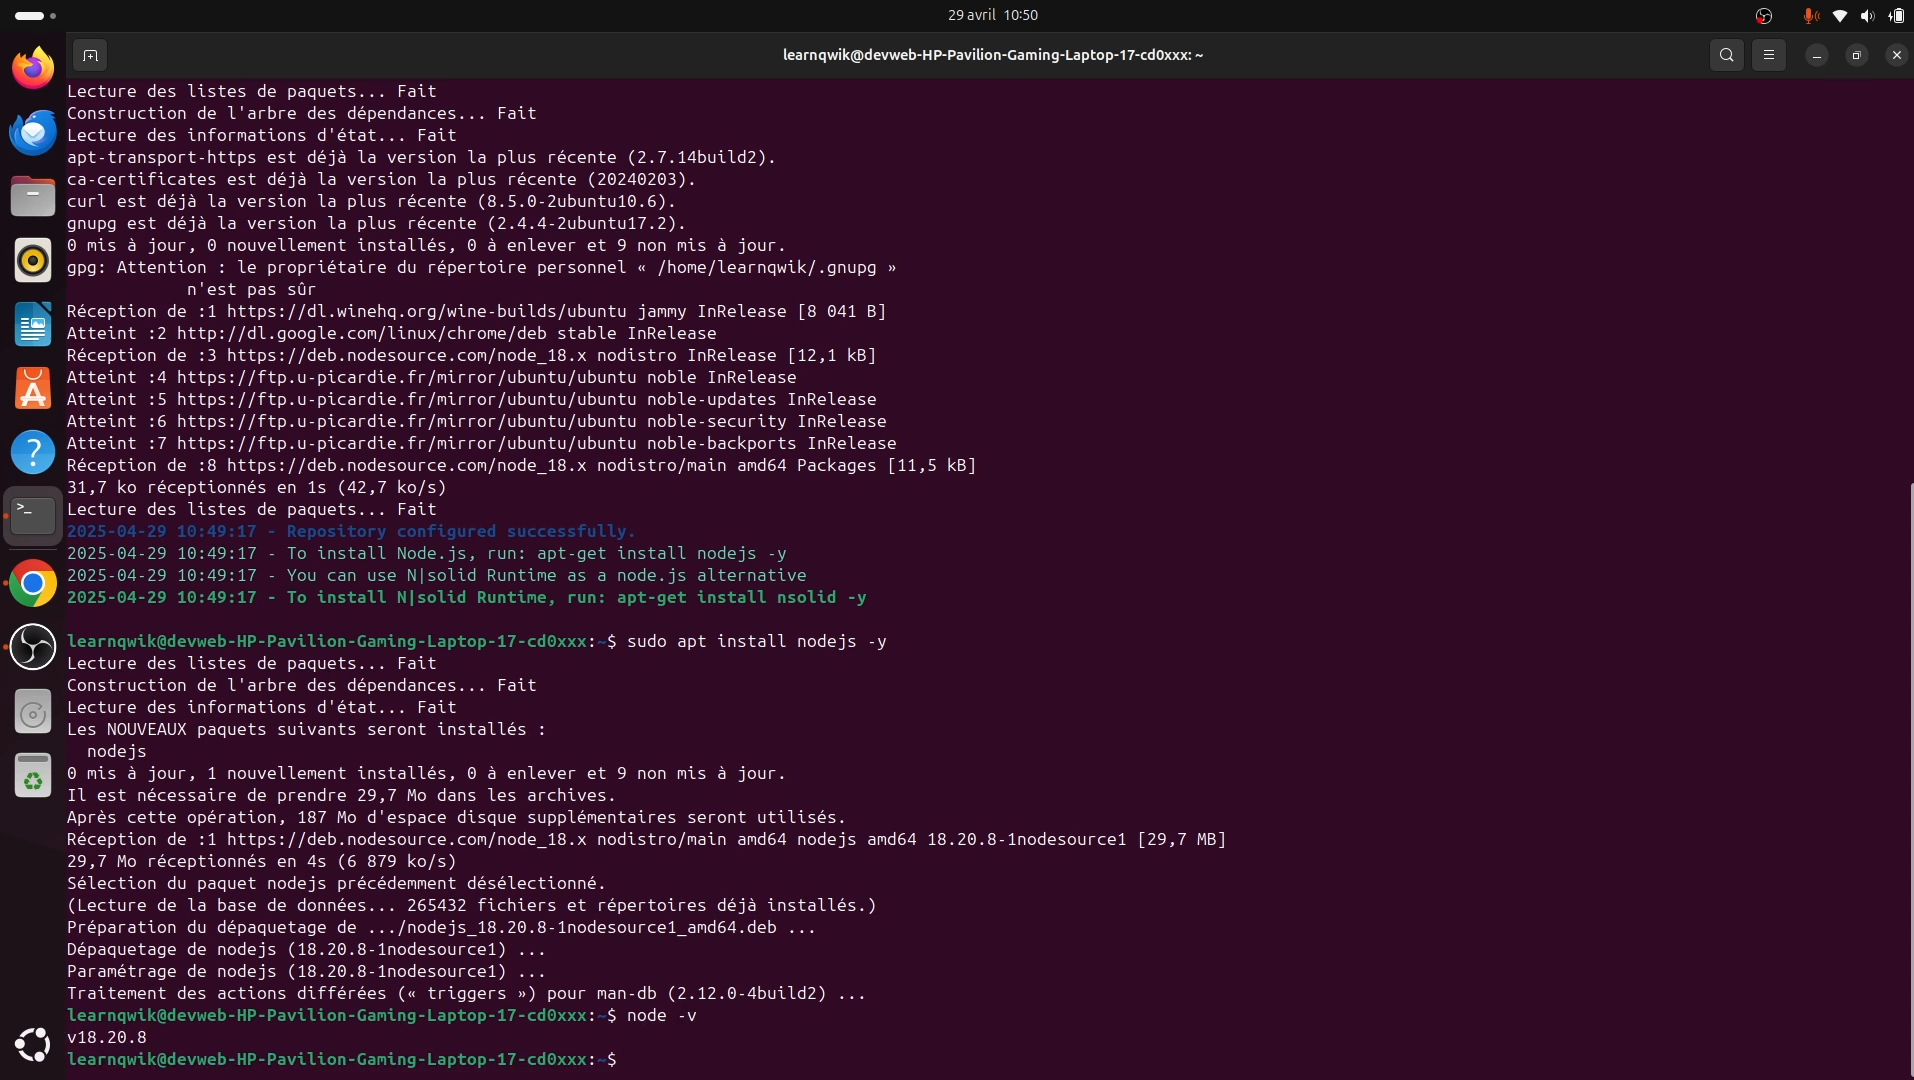 29 avril 10:50
learnqwik@devweb-HP-Pavilion-Gaming-Laptop-17-cd0xxx: ~
Lecture des listes de paquets... Fait
Construction de l'arbre des dépendances... Fait
Lecture des informations d'état... Fait
apt-transport-https est déjà la version la plus récente (2.7.14build2).
ca-certificates est déjà la version la plus récente (20240203).
curl est déjà la version la plus récente (8.5.0-2ubuntu10.6).
gnupg est déjà la version la plus récente (2.4.4-2ubuntu17.2).
0 mis à jour, 0 nouvellement installés, 0 à enlever et 9 non mis à jour.
gpg: Attention : le propriétaire du répertoire personnel « /home/learnqwik/.gnupg »
n'est pas sûr
Réception de :1 https://dl.winehq.org/wine-builds/ubuntu jammy InRelease [8 041 B]
Atteint :2 http://dl.google.com/linux/chrome/deb stable InRelease
Réception de :3 https://deb.nodesource.com/node_18.x nodistro InRelease [12,1 kB]
Atteint :4 https://ftp.u-picardie.fr/mirror/ubuntu/ubuntu noble InRelease
Atteint :5 https://ftp.u-picardie.fr/mirror/ubuntu/ubuntu noble-updates InRelease
Atteint :6 https://ftp.u-picardie.fr/mirror/ubuntu/ubuntu noble-security InRelease
Atteint :7 https://ftp.u-picardie.fr/mirror/ubuntu/ubuntu noble-backports InRelease
Réception de :8 https://deb.nodesource.com/node_18.x nodistro/main amd64 Packages [11,5 kB]
31,7 ko réceptionnés en 1s (42,7 ko/s)
Lecture des listes de paquets... Fait
2025-04-29 10:49:17 - Repository configured successfully.
2025-04-29 10:49:17 - To install Node.js, run: apt-get install nodejs -y
2025-04-29 10:49:17 - You can use N|solid Runtime as a node.js alternative
2025-04-29 10:49:17 - To install N|solid Runtime, run: apt-get install nsolid -y
learnqwik@devweb-HP-Pavilion-Gaming-Laptop-17-cd0xxx:~$ sudo apt install nodejs -y
Lecture des listes de paquets... Fait
Construction de l'arbre des dépendances... Fait
Lecture des informations d'état... Fait
Les NOUVEAUX paquets suivants seront installés :
nodejs
0 mis à jour, 1 nouvellement installés, 0 à enlever et 9 non mis à jour.
Il est nécessaire de prendre 29,7 Mo dans les archives.
Après cette opération, 187 Mo d'espace disque supplémentaires seront utilisés.
Réception de :1 https://deb.nodesource.com/node_18.x nodistro/main amd64 nodejs amd64 18.20.8-1nodesource1 [29,7 MB]
29,7 Mo réceptionnés en 4s (6 879 ko/s)
Sélection du paquet nodejs précédemment désélectionné.
(Lecture de la base de données... 265432 fichiers et répertoires déjà installés.)
Préparation du dépaquetage de .../nodejs_18.20.8-1nodesource1_amd64.deb ...
Dépaquetage de nodejs (18.20.8-1nodesource1) ...
Paramétrage de nodejs (18.20.8-1nodesource1) ...
Traitement des actions différées (« triggers ») pour man-db (2.12.0-4build2) ...
learnqwik@devweb-HP-Pavilion-Gaming-Laptop-17-cd0xxx:~$ node -v
v18.20.8
learnqwik@devweb-HP-Pavilion-Gaming-Laptop-17-cd0xxx:~$